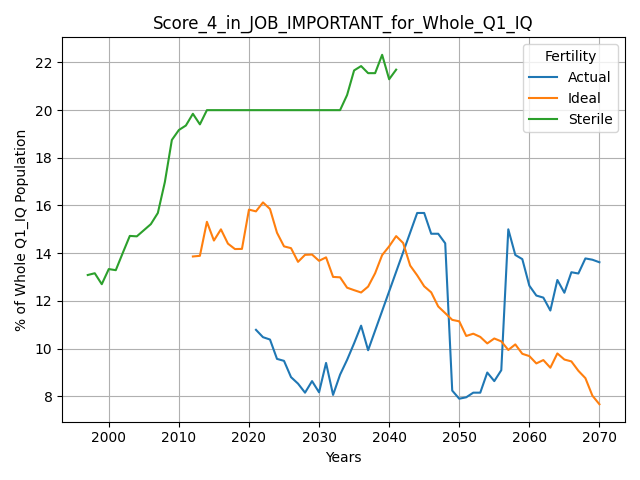 Score_4_in_JOB_IMPORTANT_for_Whole_Q1_IQ
Fertility
Actual
Ideal
Sterile
% of Whole Q1_IQ Population
22
20
18
16
14
12
10
8
2000 2010 2020 2030 2040 2050 2060 2070
Years